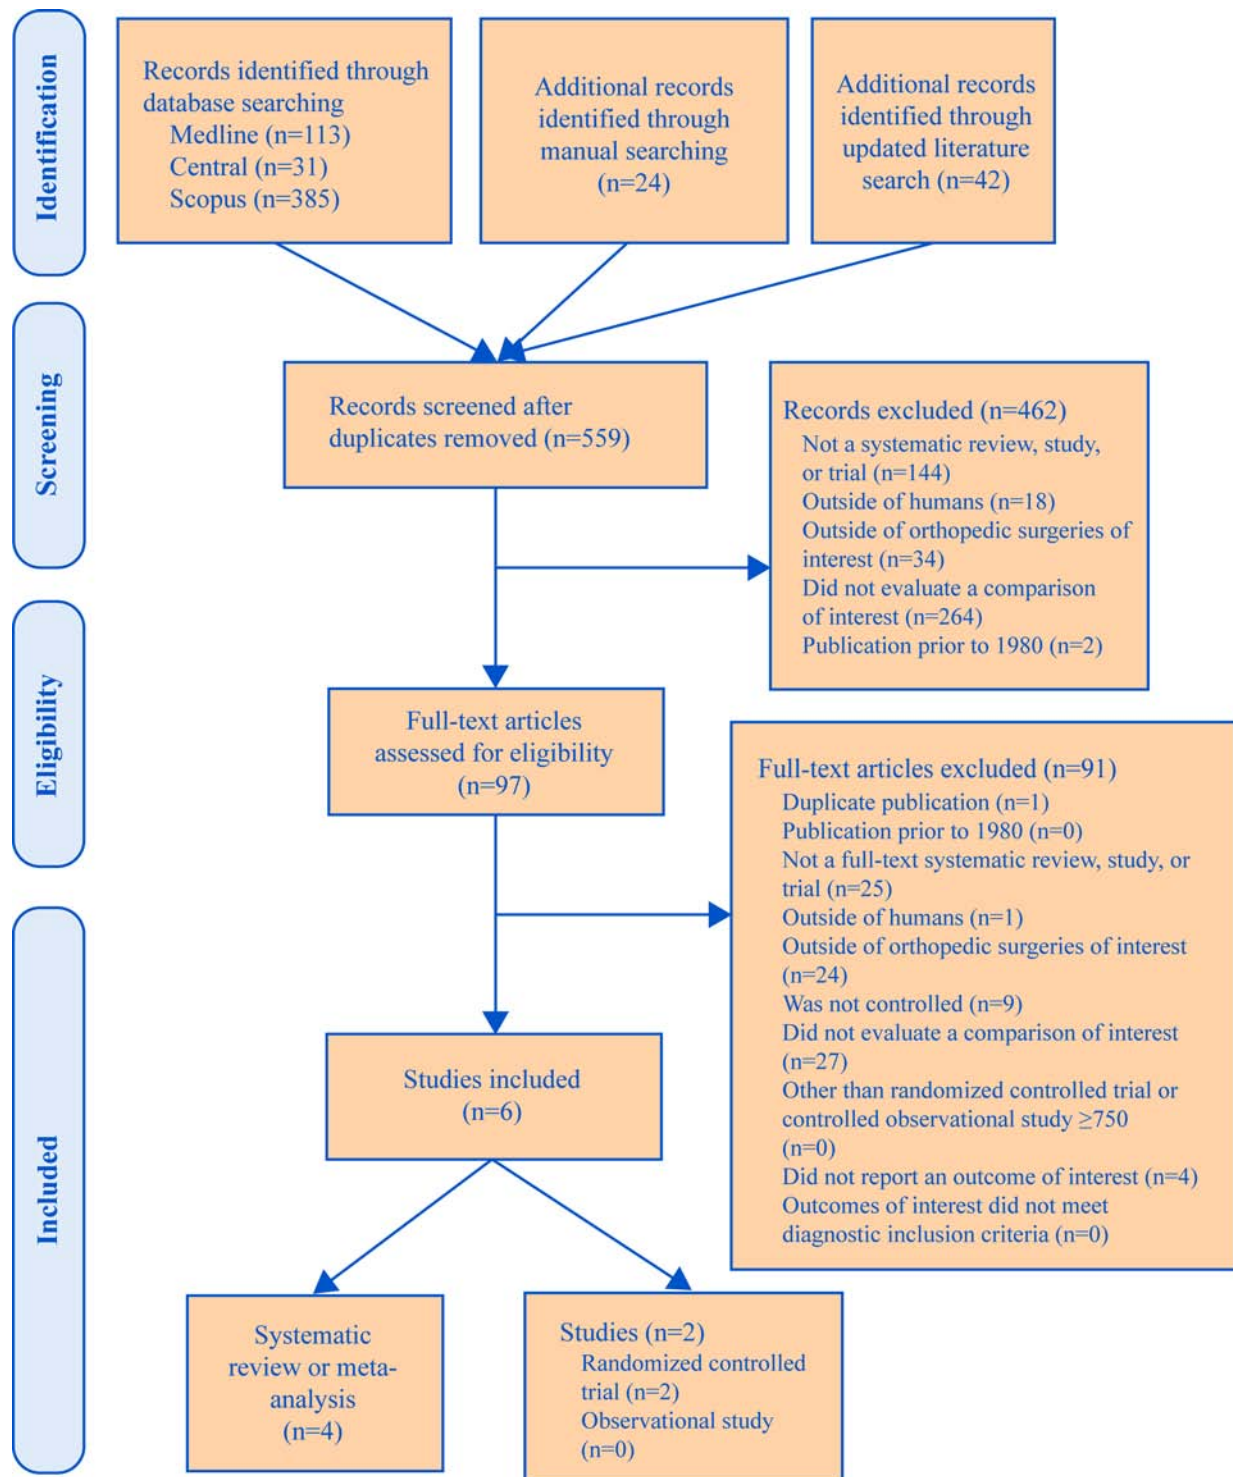 Identification
Records identified through
database searching
Medline (n=113)
Central (n=31)
Scopus (n=385)
Additional records
identified through
manual searching
(n=24)
Additional records
identified through
updated literature
search (n=42)
Screening
Records screened after
duplicates removed (n=559)
Records excluded (n=462)
Not a systematic review, study,
or trial (n=144)
Outside of humans (n=18)
Outside of orthopedic surgeries of
interest (n=34)
Did not evaluate a comparison
of interest (n=264)
Publication prior to 1980 (n=2)
Eligibility
Full-text articles
assessed for eligibility
(n=97)
Full-text articles excluded (n=91)
Duplicate publication (n=1)
Publication prior to 1980 (n=0)
Not a full-text systematic review, study, or
trial (n=25)
Outside of humans (n=1)
Outside of orthopedic surgeries of interest
(n=24)
Was not controlled (n=9)
Did not evaluate a comparison of interest
(n=27)
Other than randomized controlled trial or
controlled observational study ≥750
(n=0)
Did not report an outcome of interest (n=4)
Outcomes of interest did not meet
diagnostic inclusion criteria (n=0)
Included
Studies included
(n=6)
Systematic
review or meta-
analysis
(n=4)
Studies (n=2)
Randomized controlled
trial (n=2)
Observational study
(n=0)